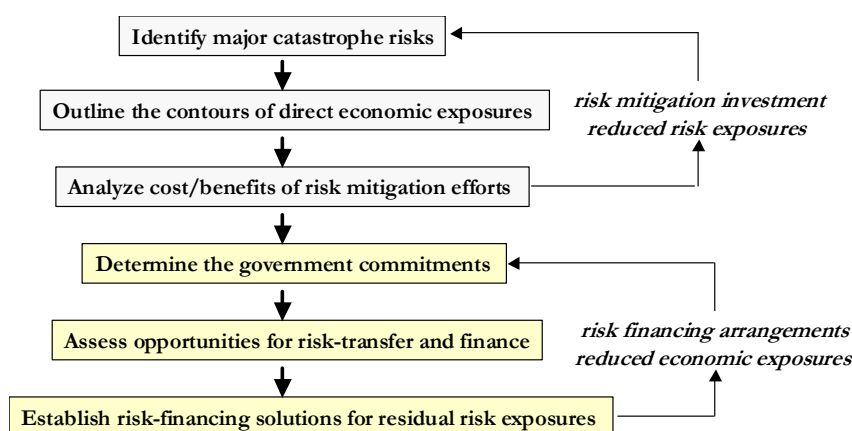 Identify major catastrophe risks
risk mitigation investment
reduced risk exposures
Outline the contours of direct economic exposures
Analyze cost/benefits of risk mitigation efforts
Determine the government commitments
risk financing arrangements
reduced economic exposures
Assess opportunities for risk-transfer and finance
Establish risk-financing solutions for residual risk exposures